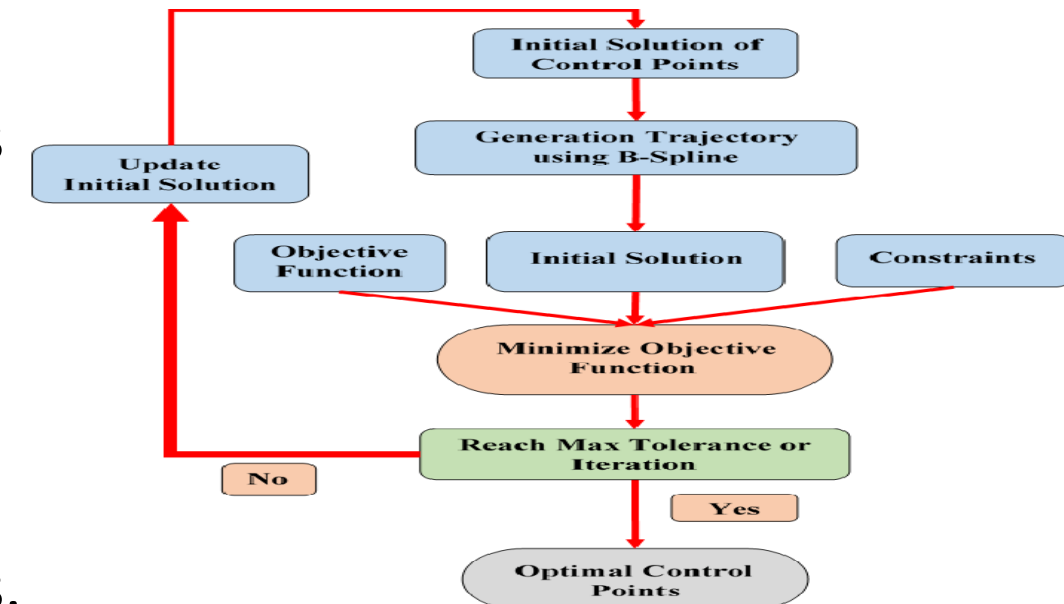 Initial Solution of
Control Points
Generation Trajectory
using B-Spline
Update
Initial Solution
Objective
Function
Initial Solution
Constraints
Minimize Objective
Function
Reach Max Tolerance or
Iteration
No
Yes
Optimal Control
Points